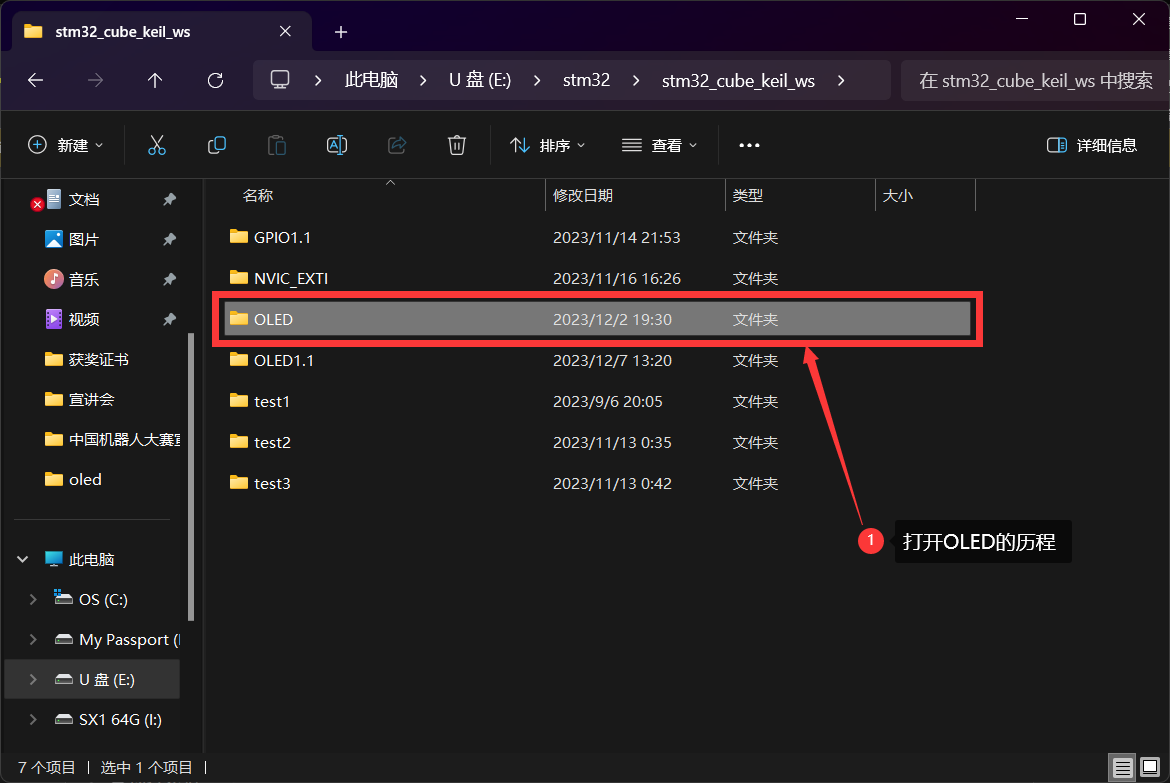 stm32_cube_keil_ws
此电脑 U 盘 (E:) stm32 stm32_cube_keil_ws 在 stm32_cube_keil_ws 中搜索
新建 排序 查看 详细信息
名称 修改日期 类型 大小
文档
图片
音乐
视频
获奖证书
宣讲会
中国机器人大赛
oled
此电脑
OS (C:)
My Passport (
U 盘 (E:)
SX1 64G (I:)
GPIO1.1 2023/11/14 21:53 文件夹
NVIC_EXTI 2023/11/16 16:26 文件夹
OLED 2023/12/2 19:30 文件夹
OLED1.1 2023/12/7 13:20 文件夹
test1 2023/9/6 20:05 文件夹
test2 2023/11/13 0:35 文件夹
test3 2023/11/13 0:42 文件夹
1 打开OLED的历程
7 个项目 选中 1 个项目